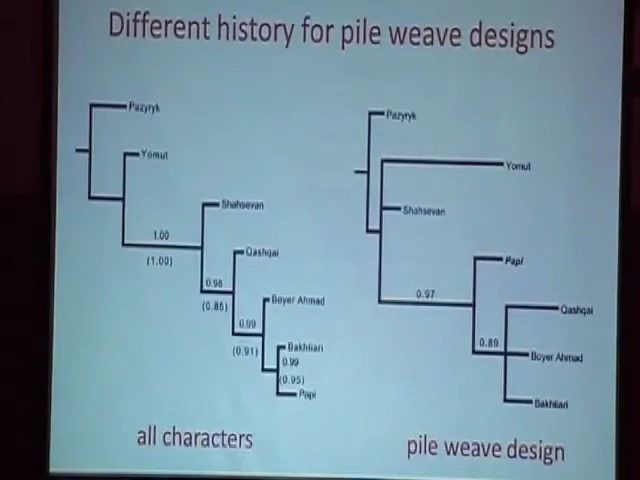 Different history for pile weave designs
Pazyryk
Yomut
Shahsevan
1.00
(1.00)
Qashqai
0.98
(0.85)
Boyer Ahmad
0.99
(0.91)
Bakhtiari
0.99
(0.95)
Papi
all characters
Pazyryk
Yomut
Shahsevan
Papi
0.97
Qashqai
0.89
Boyer Ahmad
Bakhtiari
pile weave design